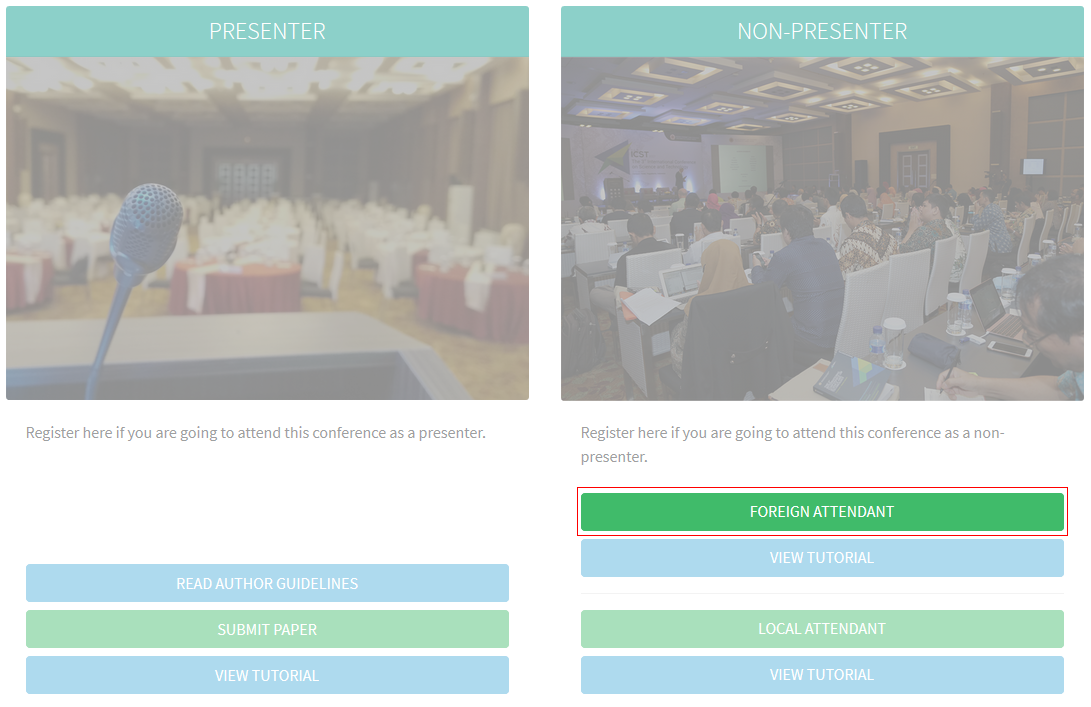 PRESENTER
Register here if you are going to attend this conference as a presenter.
READ AUTHOR GUIDELINES
SUBMIT PAPER
VIEW TUTORIAL
NON-PRESENTER
ICST
Register here if you are going to attend this conference as a non-
presenter.
FOREIGN ATTENDANT
VIEW TUTORIAL
LOCAL ATTENDANT
VIEW TUTORIAL